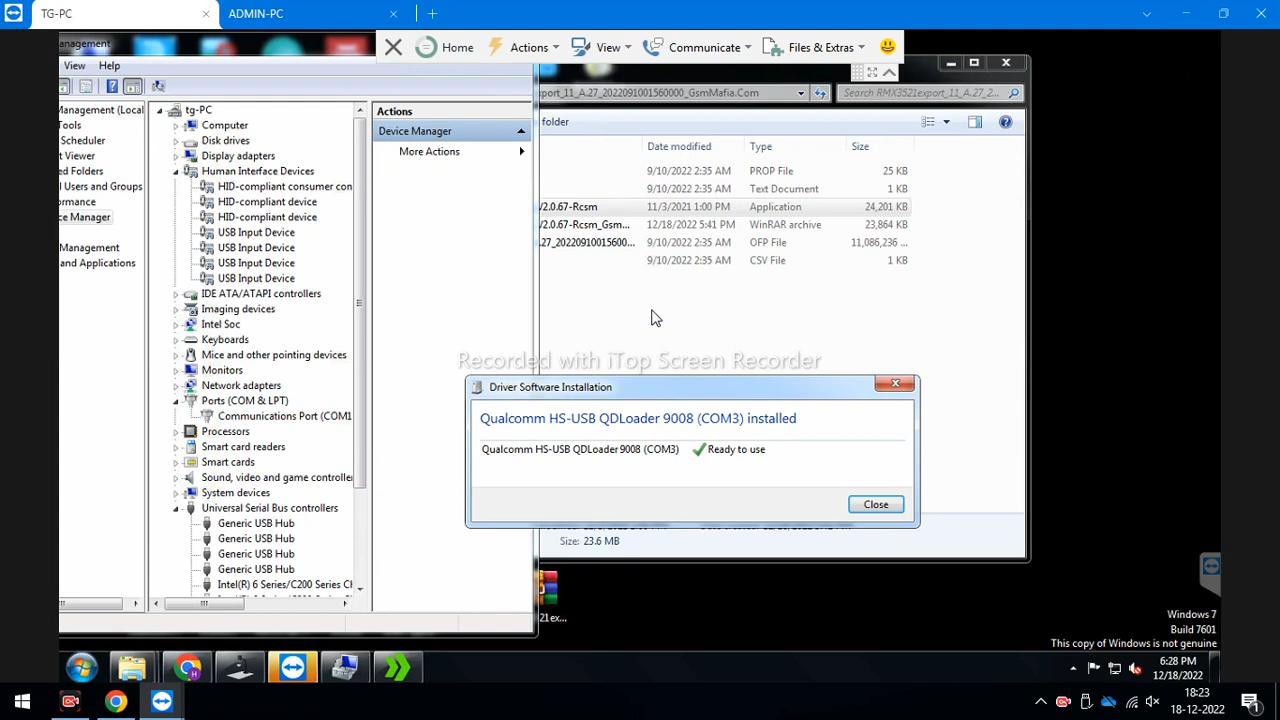 TG-PC
ADMIN-PC
Home
Actions
View
Communicate
Files & Extras
anagement
View Help
port_11_A.27_2022091001560000_GsmMafia.Com
Search RMX3521export_11_A.27_2...
folder
anagement (Local
Tools
Scheduler
t Viewer
ed Folders
Users and Groups
rmance
ce Manager
Management
and Applications
tg-PC
Computer
Disk drives
Display adapters
Human Interface Devices
HID-compliant consumer con
HID-compliant device
HID-compliant device
USB Input Device
USB Input Device
USB Input Device
USB Input Device
IDE ATA/ATAPI controllers
Imaging devices
Intel Soc
Keyboards
Mice and other pointing devices
Monitors
Network adapters
Ports (COM & LPT)
Communications Port (COM1
Processors
Smart card readers
Smart cards
Sound, video and game controlle
System devices
Universal Serial Bus controllers
Generic USB Hub
Generic USB Hub
Generic USB Hub
Generic USB Hub
Intel(R) 6 Series/C200 Series Ch
Actions
Device Manager
More Actions
Date modified Type Size
9/10/2022 2:35 AM PROP File 25 KB
9/10/2022 2:35 AM Text Document 1 KB
V2.0.67-Rcsm 11/3/2021 1:00 PM Application 24,201 KB
V2.0.67-Rcsm_Gsm... 12/18/2022 5:41 PM WinRAR archive 23,864 KB
.27_20220910015600... 9/10/2022 2:35 AM OFP File 11,086,236 ...
9/10/2022 2:35 AM CSV File 1 KB
Recorded with iTop Screen Recorder
Driver Software Installation
Qualcomm HS-USB QDLoader 9008 (COM3) installed
Qualcomm HS-USB QDLoader 9008 (COM3) Ready to use
Close
Size: 23.6 MB
21ex...
Windows 7
Build 7601
This copy of Windows is not genuine
6:28 PM
12/18/2022
18:23
18-12-2022